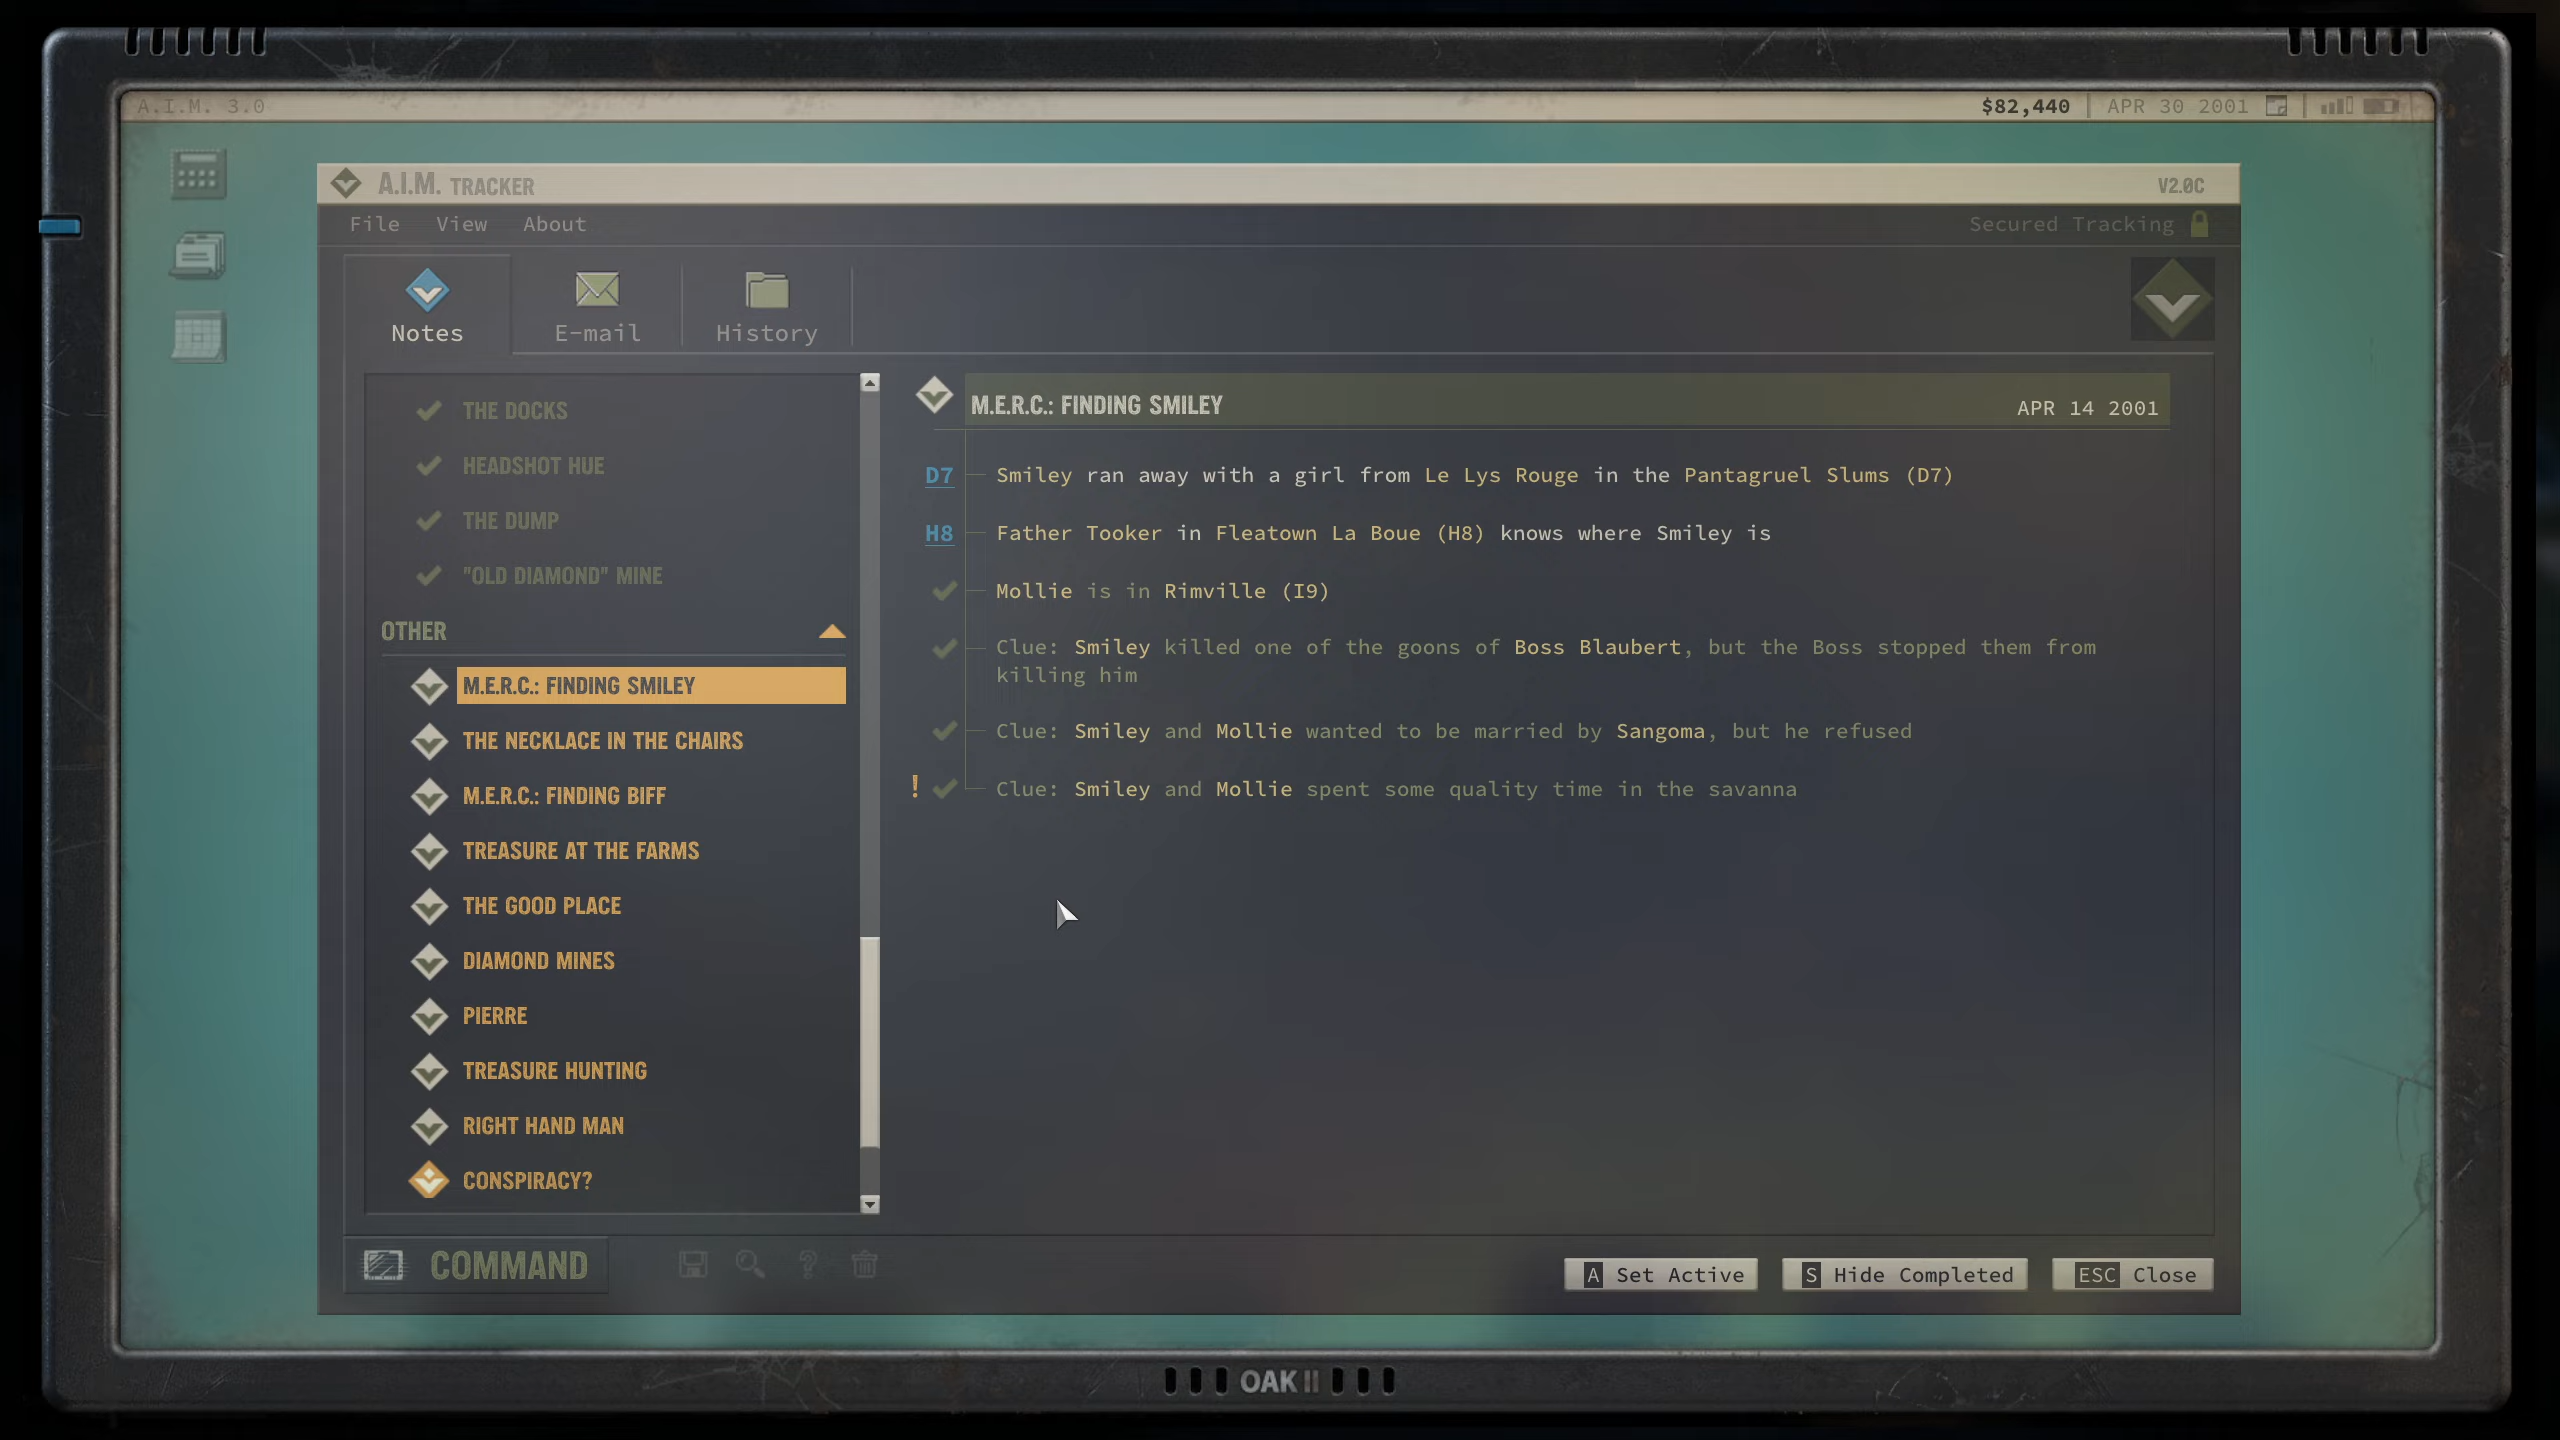 A.I.M. 3.0
$82,440 | APR 30 2001
A.I.M. TRACKER
V2.0C
File View About
Secured Tracking
Notes
E-mail
History
THE DOCKS
HEADSHOT HUE
THE DUMP
"OLD DIAMOND" MINE
OTHER
M.E.R.C.: FINDING SMILEY
THE NECKLACE IN THE CHAIRS
M.E.R.C.: FINDING BIFF
TREASURE AT THE FARMS
THE GOOD PLACE
DIAMOND MINES
PIERRE
TREASURE HUNTING
RIGHT HAND MAN
CONSPIRACY?
M.E.R.C.: FINDING SMILEY
APR 14 2001
D7 Smiley ran away with a girl from Le Lys Rouge in the Pantagruel Slums (D7)
H8 Father Tooker in Fleatown La Boue (H8) knows where Smiley is
Mollie is in Rimville (I9)
Clue: Smiley killed one of the goons of Boss Blaubert, but the Boss stopped them from
killing him
Clue: Smiley and Mollie wanted to be married by Sangoma, but he refused
! Clue: Smiley and Mollie spent some quality time in the savanna
COMMAND
A Set Active
S Hide Completed
ESC Close
OAK II